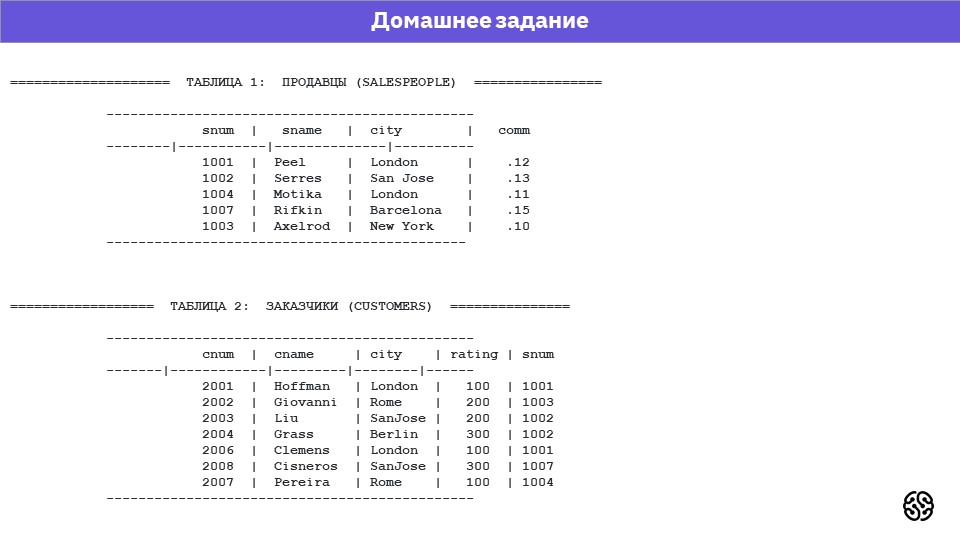 Домашнее задание
==================== ТАБЛИЦА 1: ПРОДАВЦЫ (SALESPEOPLE) ================
----------------------------------------------
snum | sname | city | comm
--------|-----------|--------------|----------
1001 | Peel | London | .12
1002 | Serres | San Jose | .13
1004 | Motika | London | .11
1007 | Rifkin | Barcelona | .15
1003 | Axelrod | New York | .10
---------------------------------------------
================== ТАБЛИЦА 2: ЗАКАЗЧИКИ (CUSTOMERS) ===============
----------------------------------------------
cnum | cname | city | rating | snum
-------|------------|---------|--------|------
2001 | Hoffman | London | 100 | 1001
2002 | Giovanni | Rome | 200 | 1003
2003 | Liu | SanJose | 200 | 1002
2004 | Grass | Berlin | 300 | 1002
2006 | Clemens | London | 100 | 1001
2008 | Cisneros | SanJose | 300 | 1007
2007 | Pereira | Rome | 100 | 1004
----------------------------------------------